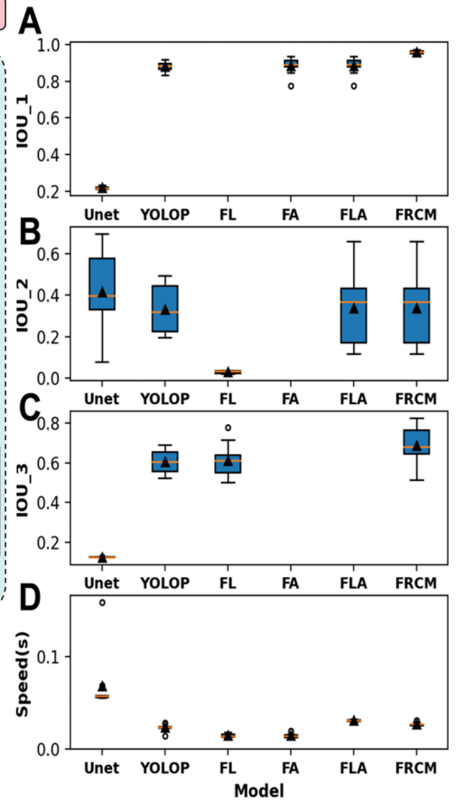 A
IOU_1
1.0
0.8
0.6
0.4
0.2
Unet YOLOP FL FA FLA FRCM
B
IOU_2
0.6
0.4
0.2
0.0
Unet YOLOP FL FA FLA FRCM
C
IOU_3
0.8
0.6
0.4
0.2
Unet YOLOP FL FA FLA FRCM
D
Speed(s)
0.1
0.0
Unet YOLOP FL FA FLA FRCM
Model